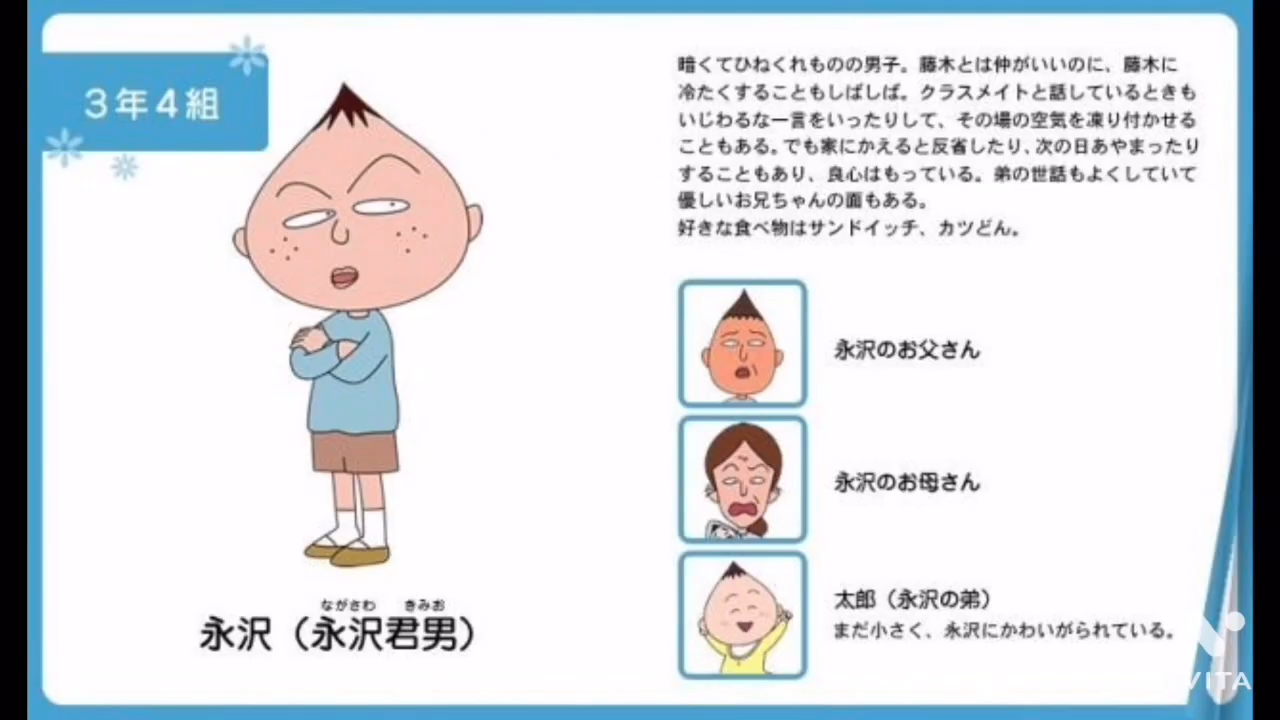 3年4組
暗くてひねくれものの男子。藤木とは仲がいいのに、藤木に
冷たくすることもしばしば。クラスメイトと話しているときも
いじわるな一言をいったりして、その場の空気を凍り付かせる
こともある。でも家にかえると反省したり、次の日あやまったり
することもあり、良心はもっている。弟の世話もよくしていて
優しいお兄ちゃんの面もある。
好きな食べ物はサンドイッチ、カツどん。
永沢のお父さん
永沢のお母さん
太郎（永沢の弟）
まだ小さく、永沢にかわいがられている。
ながさわ きみお
永沢（永沢君男）
VITA